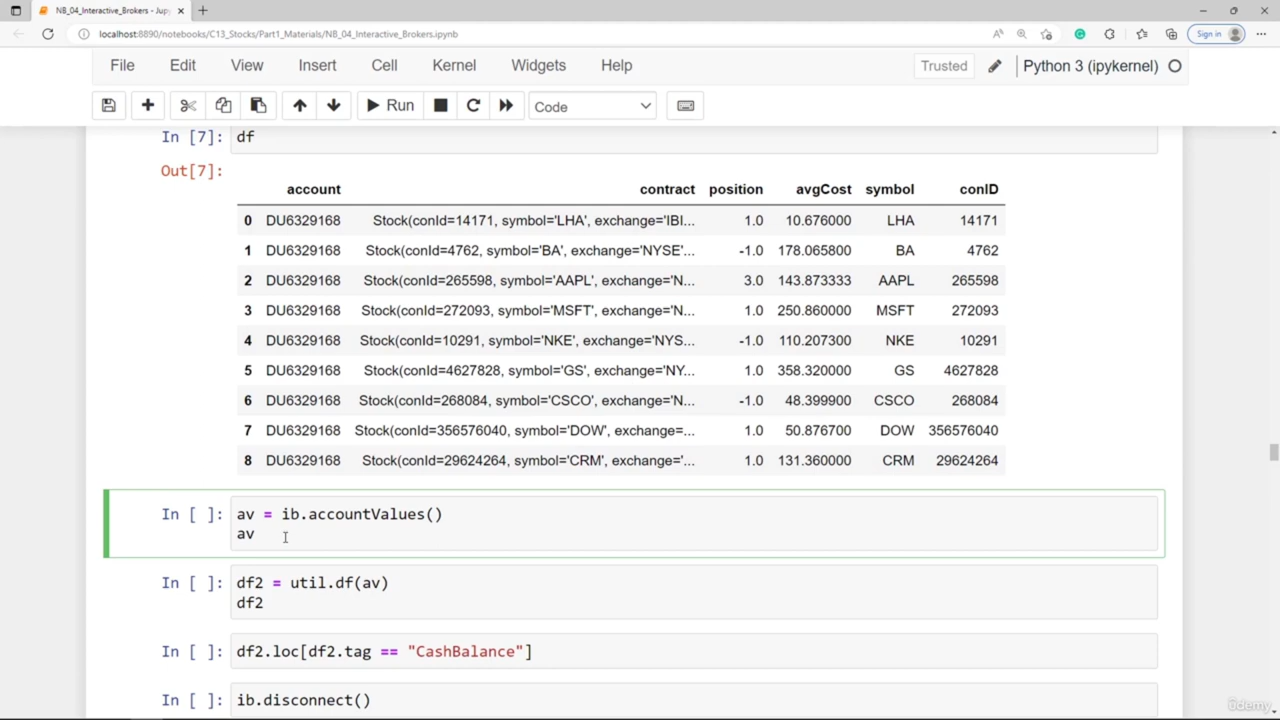 NB_04_Interactive_Brokers - Jup
localhost:8890/notebooks/C13_Stocks/Part1_Materials/NB_04_Interactive_Brokers.ipynb
Sign in
File Edit View Insert Cell Kernel Widgets Help
Trusted
Python 3 (ipykernel)
Run
Code
In [7]: df
Out[7]:
account contract position avgCost symbol conID
0 DU6329168 Stock(conId=14171, symbol='LHA', exchange='IBI... 1.0 10.676000 LHA 14171
1 DU6329168 Stock(conId=4762, symbol='BA', exchange='NYSE'... -1.0 178.065800 BA 4762
2 DU6329168 Stock(conId=265598, symbol='AAPL', exchange='N... 3.0 143.873333 AAPL 265598
3 DU6329168 Stock(conId=272093, symbol='MSFT', exchange='N... 1.0 250.860000 MSFT 272093
4 DU6329168 Stock(conId=10291, symbol='NKE', exchange='NYS... -1.0 110.207300 NKE 10291
5 DU6329168 Stock(conId=4627828, symbol='GS', exchange='NY... 1.0 358.320000 GS 4627828
6 DU6329168 Stock(conId=268084, symbol='CSCO', exchange='N... -1.0 48.399900 CSCO 268084
7 DU6329168 Stock(conId=356576040, symbol='DOW', exchange=... 1.0 50.876700 DOW 356576040
8 DU6329168 Stock(conId=29624264, symbol='CRM', exchange='... 1.0 131.360000 CRM 29624264
In [ ]: av = ib.accountValues()
av
In [ ]: df2 = util.df(av)
df2
In [ ]: df2.loc[df2.tag == "CashBalance"]
In [ ]: ib.disconnect()
ûdemy